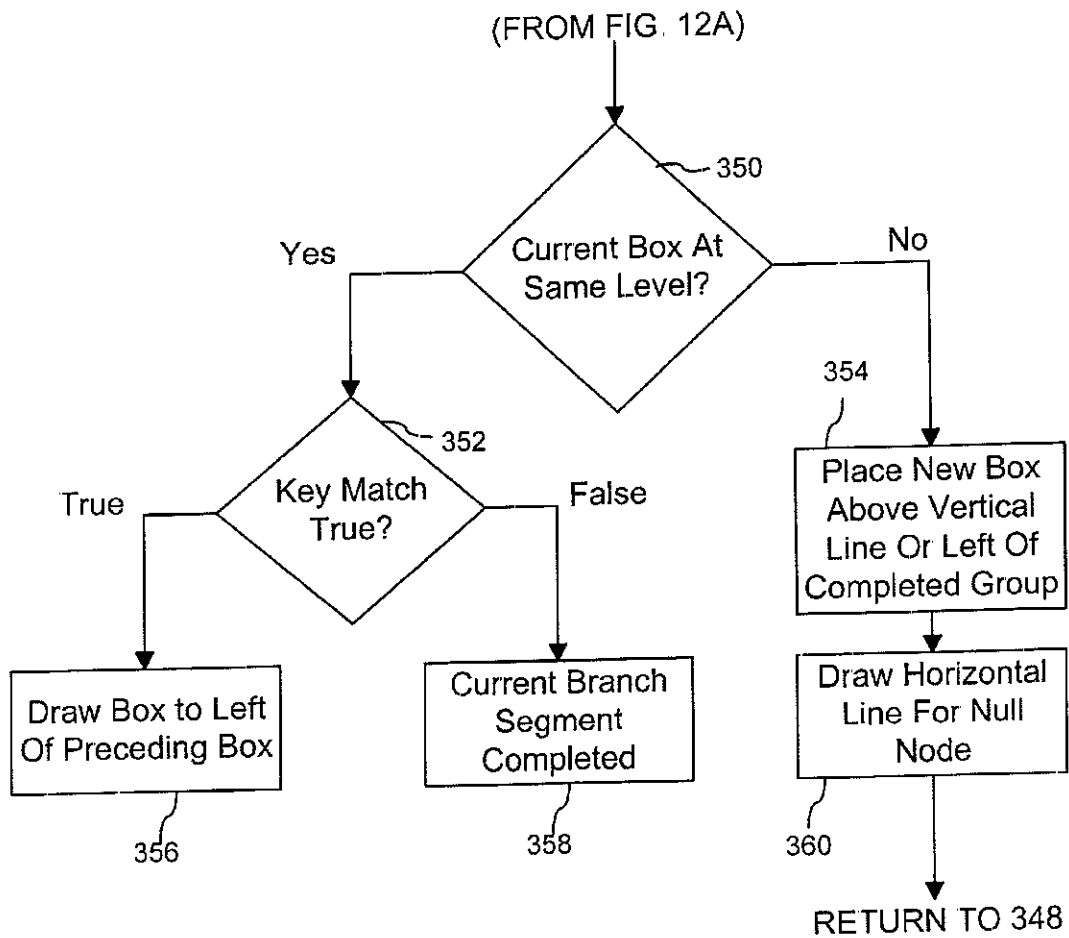 (FROM FIG. 12A)
350
Current Box At
Same Level?
Yes
No
354
352
Key Match
True?
True
False
Place New Box
Above Vertical
Line Or Left Of
Completed Group
Draw Box to Left
Of Preceding Box
Current Branch
Segment
Completed
Draw Horizontal
Line For Null
Node
356
358
360
RETURN TO 348